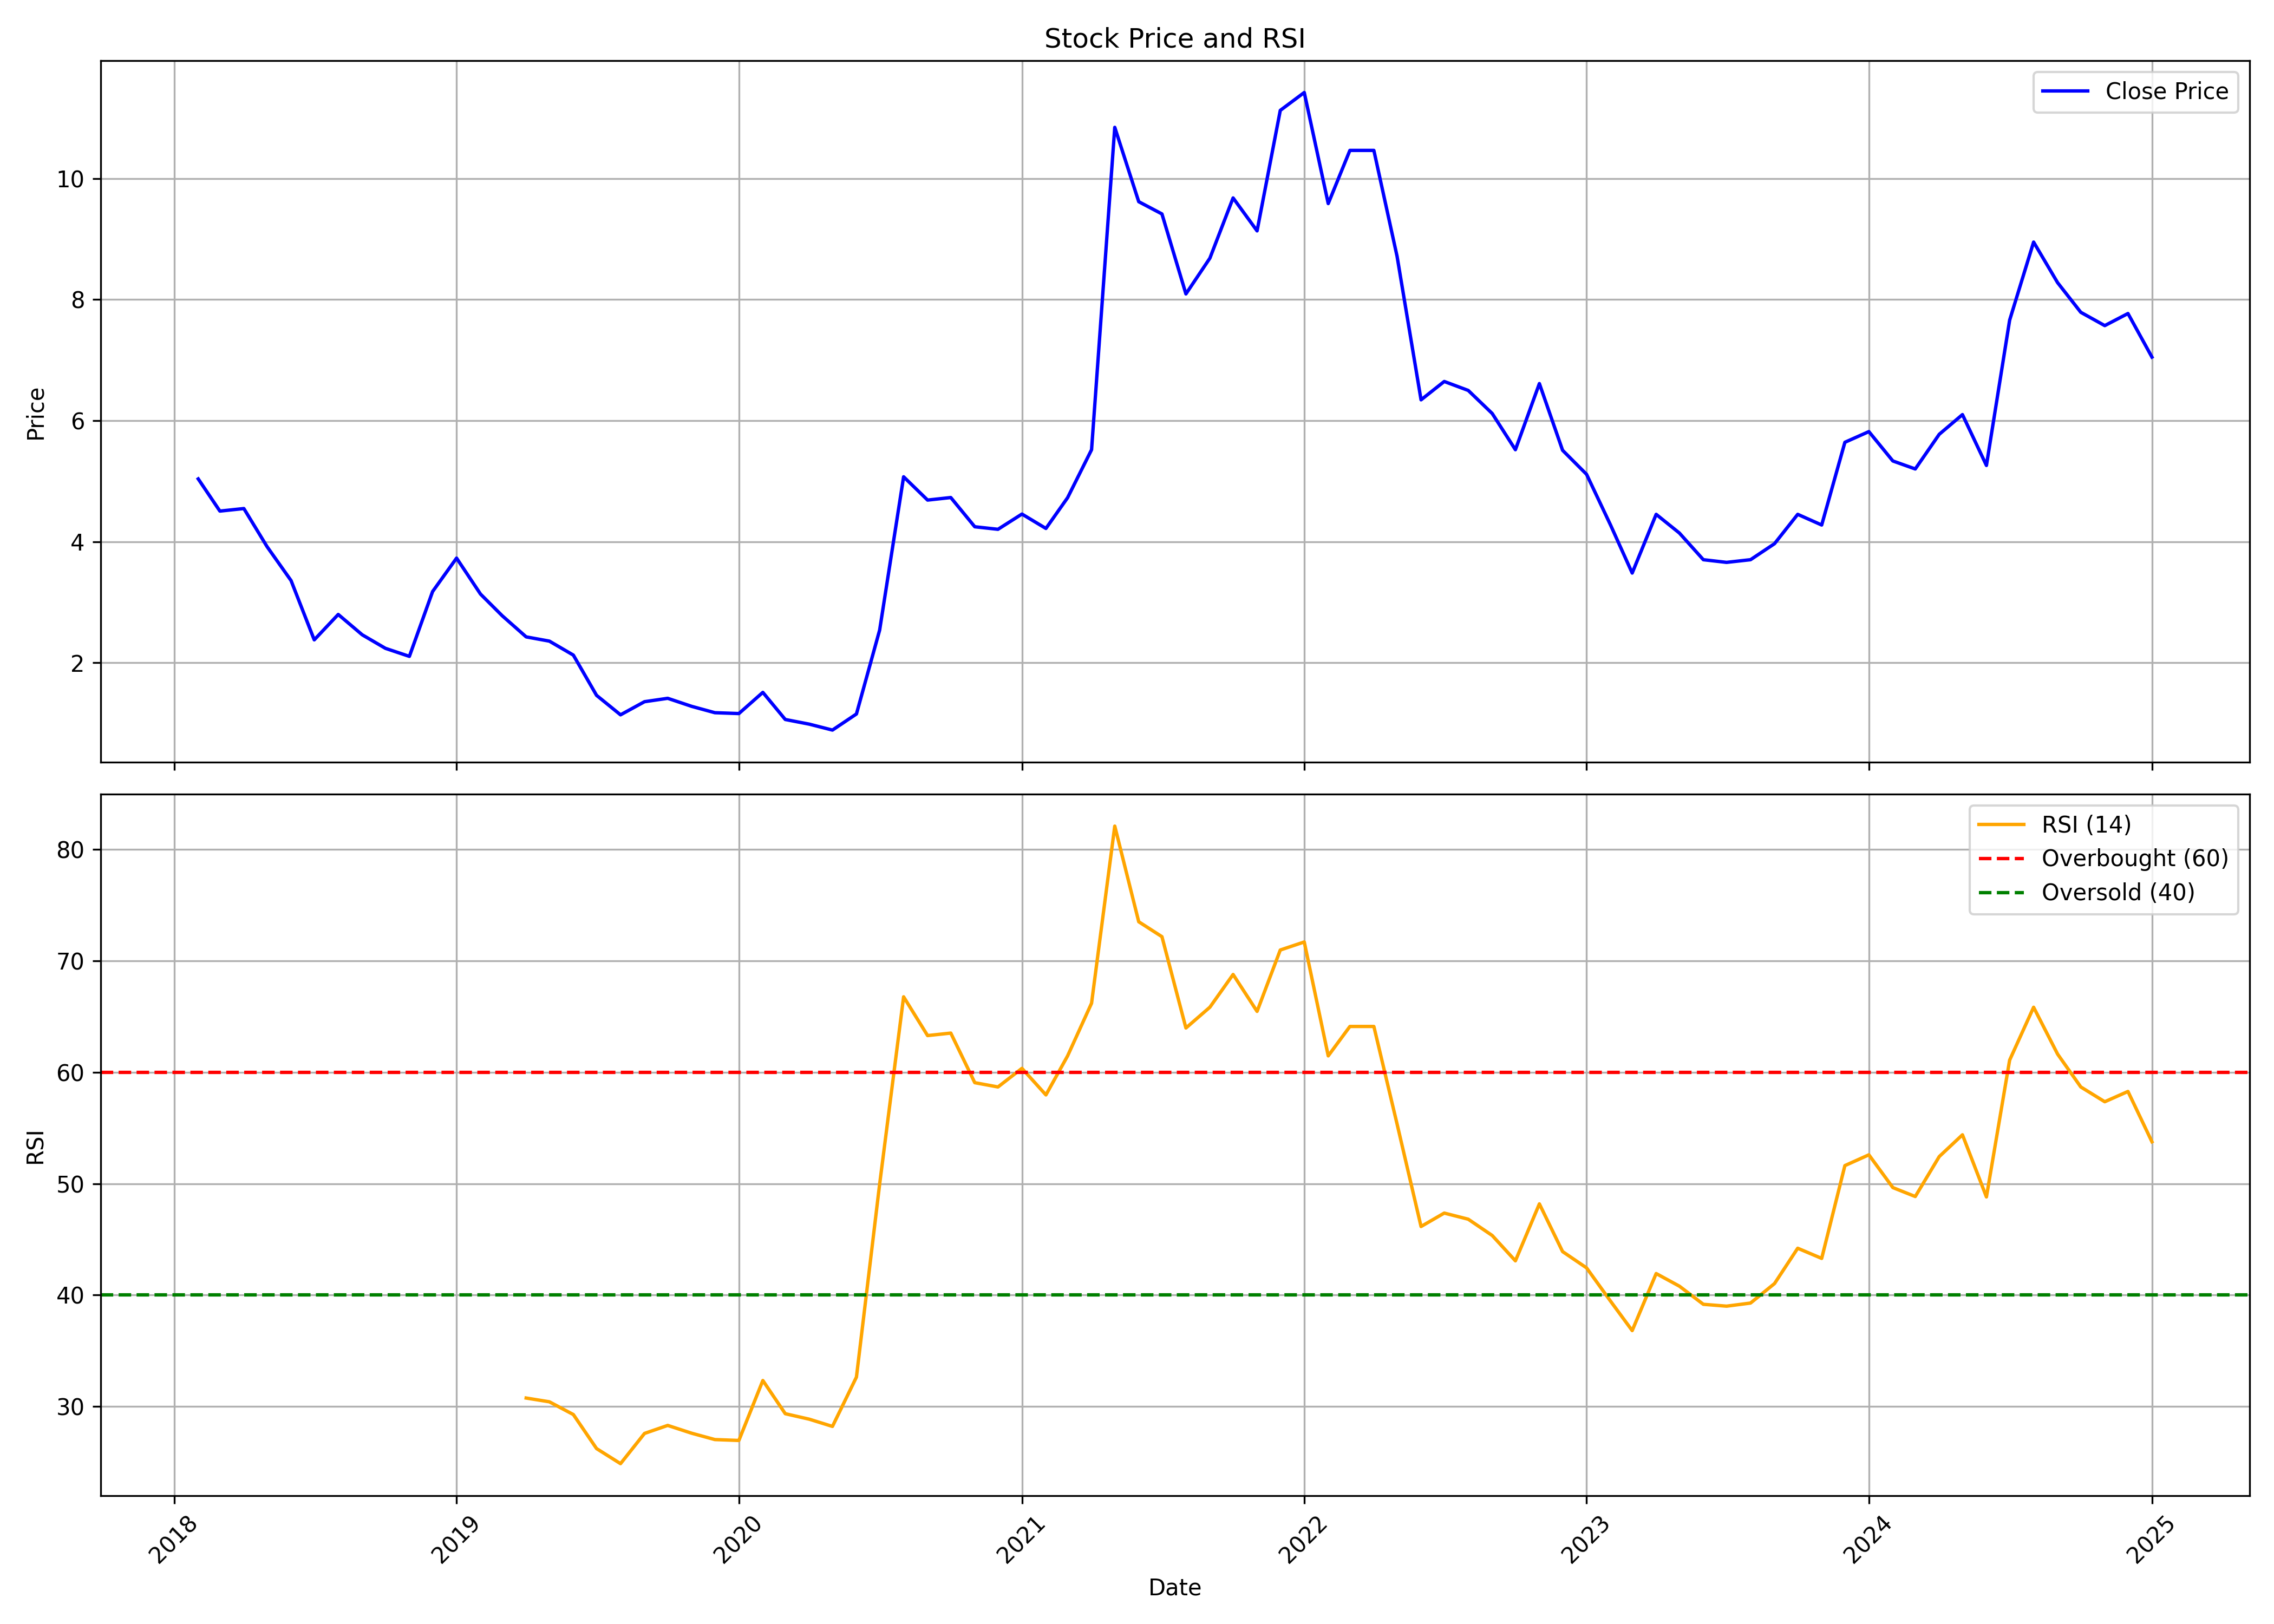 Stock Price and RSI
Close Price
Price
10
8
6
4
2
RSI (14)
Overbought (60)
Oversold (40)
RSI
80
70
60
50
40
30
2018
2019
2020
2021
2022
2023
2024
2025
Date